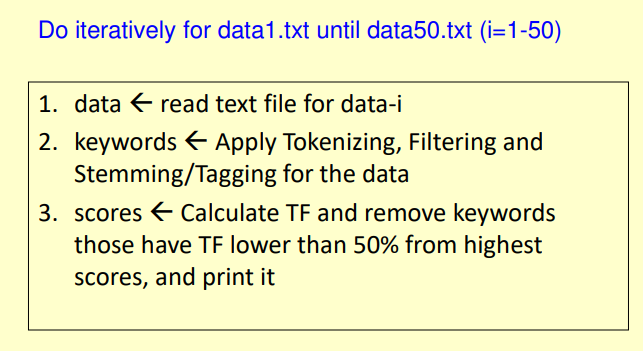 Do iteratively for data1.txt until data50.txt (i=1-50)
1. data ← read text file for data-i
2. keywords ← Apply Tokenizing, Filtering and
Stemming/Tagging for the data
3. scores ← Calculate TF and remove keywords
those have TF lower than 50% from highest
scores, and print it